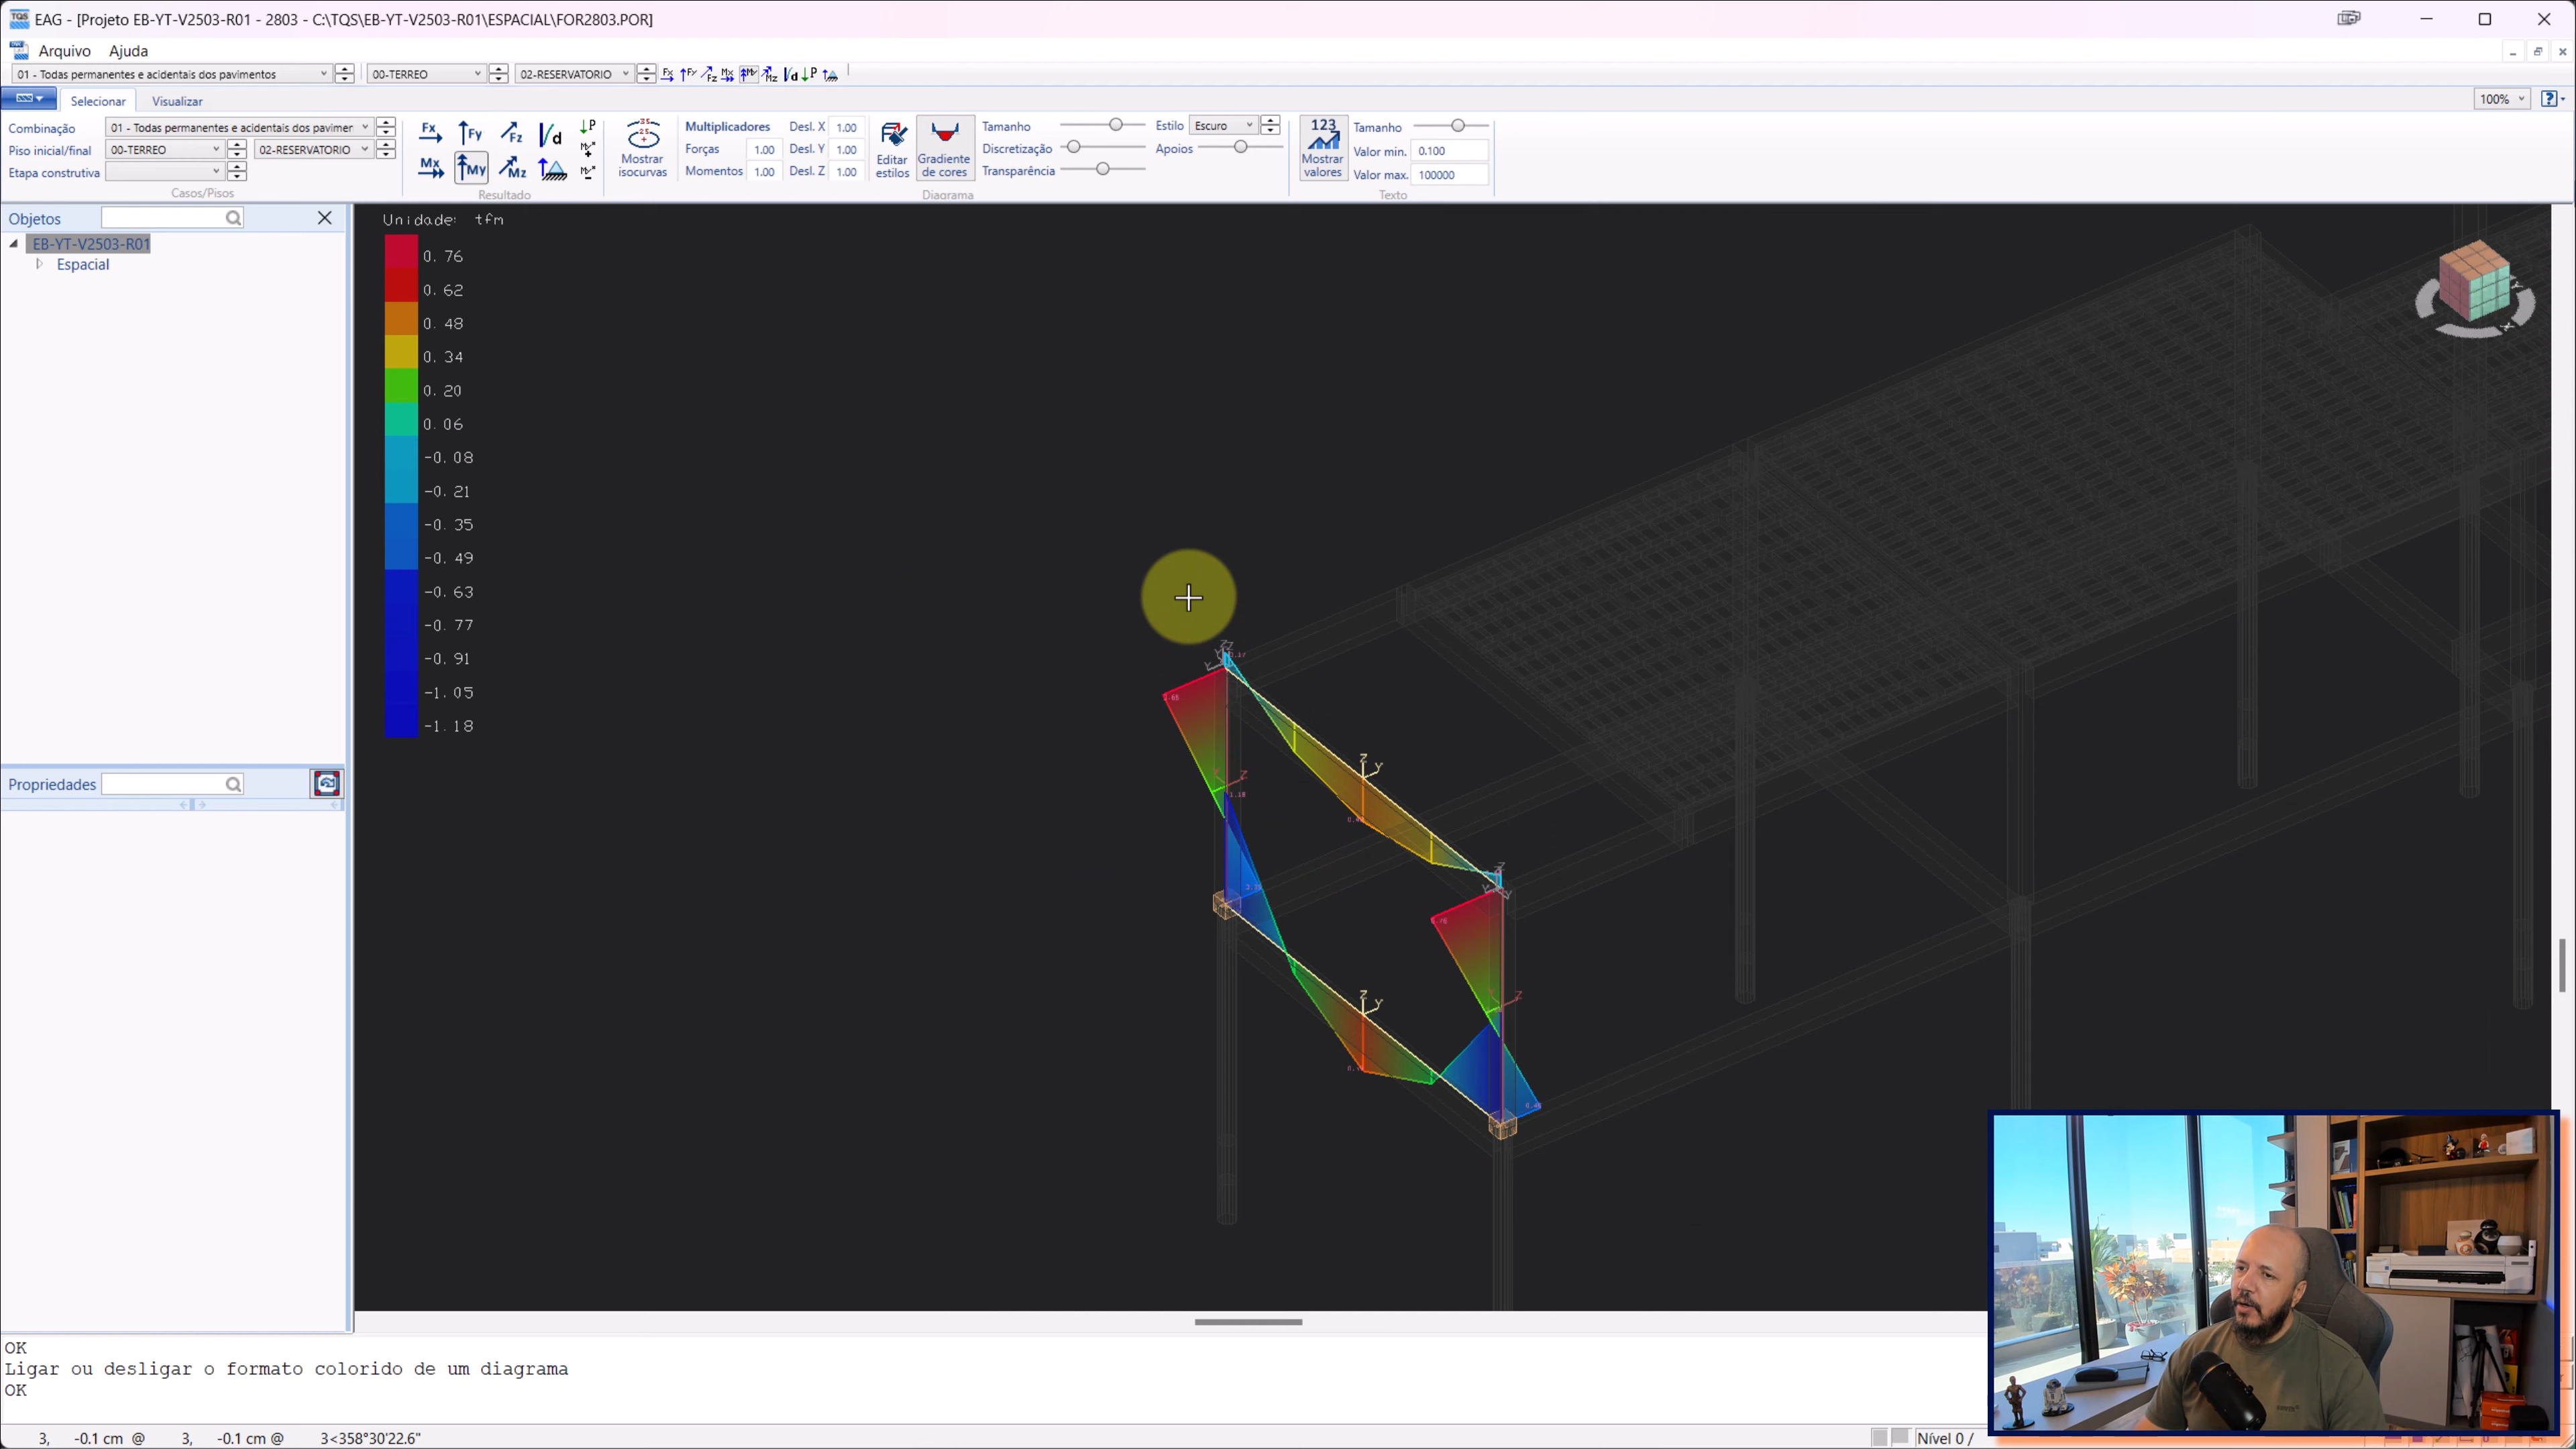 EAG - [Projeto EB-YT-V2503-R01 - 2803 - C:\TQS\EB-YT-V2503-R01\ESPACIAL\FOR2803.POR]
Arquivo Ajuda
01 - Todas permanentes e acidentais dos pavimentos 00-TERREO 02-RESERVATORIO Fx Fy Fz Mx My Mz d P
Selecionar Visualizar 100%
Combinação 01 - Todas permanentes e acidentais dos pavimer
Piso inicial/final 00-TERREO 02-RESERVATORIO
Etapa construtiva
Casos/Pisos
Fx Fy Fz d P
Mx My Mz
Resultado
Mostrar isocurvas
Multiplicadores Desl. X 1.00
Forças 1.00 Desl. Y 1.00
Momentos 1.00 Desl. Z 1.00
Editar estilos
Gradiente de cores
Tamanho Estilo Escuro
Discretização Apoios
Transparência
Diagrama
123
Mostrar valores
Tamanho
Valor min. 0.100
Valor max. 100000
Texto
Objetos
EB-YT-V2503-R01
Espacial
Propriedades
Unidade: tfm
0.76
0.62
0.48
0.34
0.20
0.06
-0.08
-0.21
-0.35
-0.49
-0.63
-0.77
-0.91
-1.05
-1.18
Z Y
Z
1.18
Z Y
Z
OK
Ligar ou desligar o formato colorido de um diagrama
OK
3, -0.1 cm @ 3, -0.1 cm @ 3<358°30'22.6"
Nível 0 /